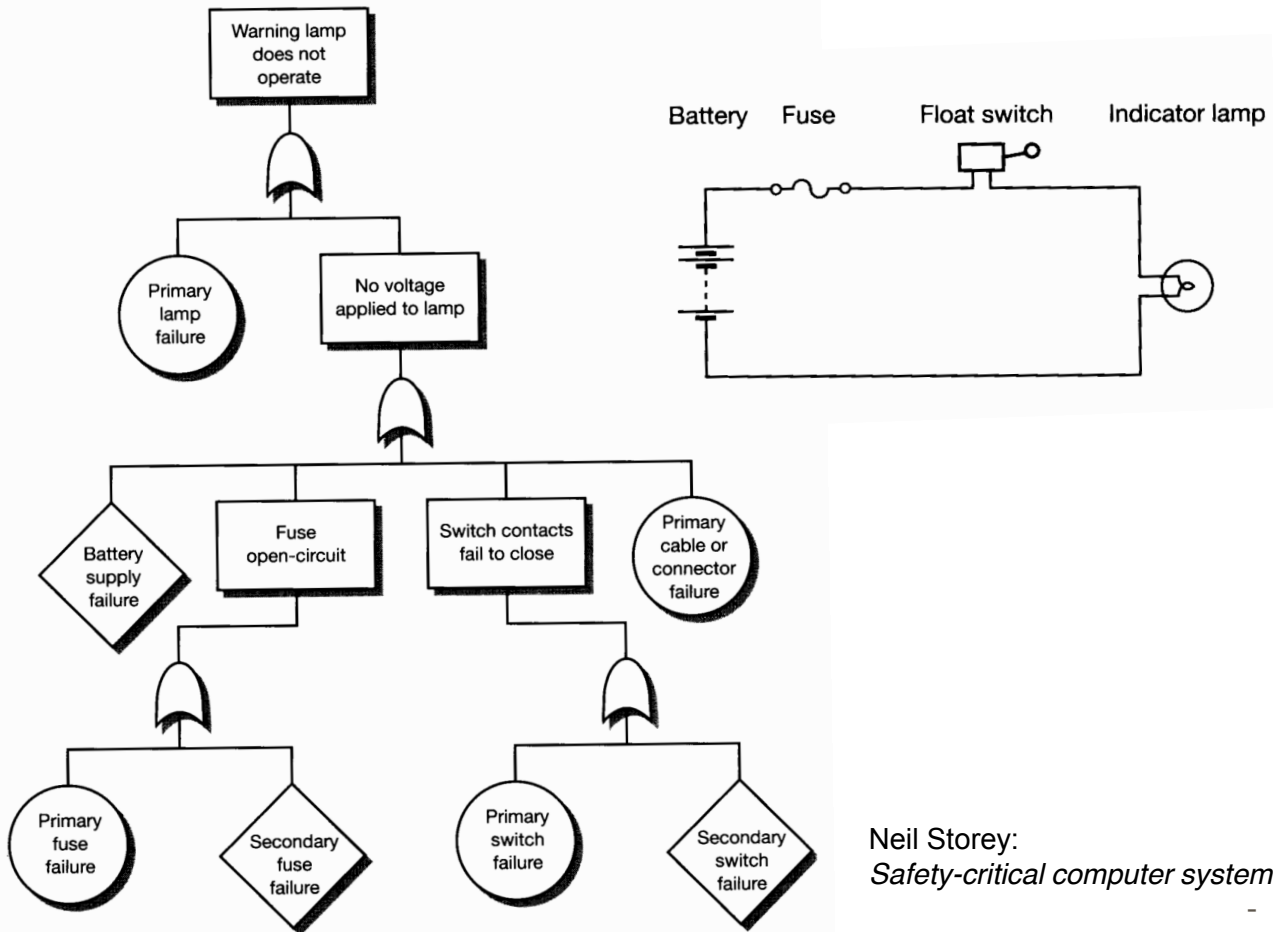 Warning lamp
does not
operate
Battery
Fuse
Float switch
Indicator lamp
Primary
lamp
failure
No voltage
applied to lamp
Battery
supply
failure
Fuse
open-circuit
Switch contacts
fail to close
Primary
cable or
connector
failure
Primary
fuse
failure
Secondary
fuse
failure
Primary
switch
failure
Secondary
switch
failure
Neil Storey:
Safety-critical computer system
-